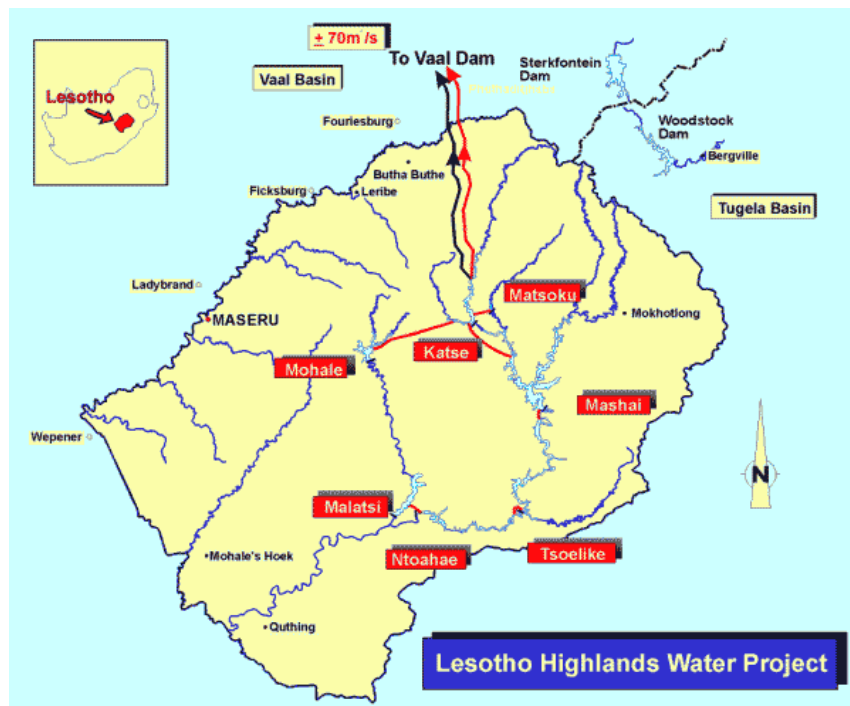 ± 70m³/s
To Vaal Dam
Vaal Basin
Sterkfontein
Dam
Lesotho
Fouriesburg
Woodstock
Dam
Bergville
Butha Buthe
Ficksburg
Leribe
Tugela Basin
Ladybrand
Matsoku
MASERU
Mokhotlong
Katse
Mohale
Mashai
Wepener
N
Malatsi
Mohale's Hoek
Ntoahae
Tsoelike
Quthing
Lesotho Highlands Water Project